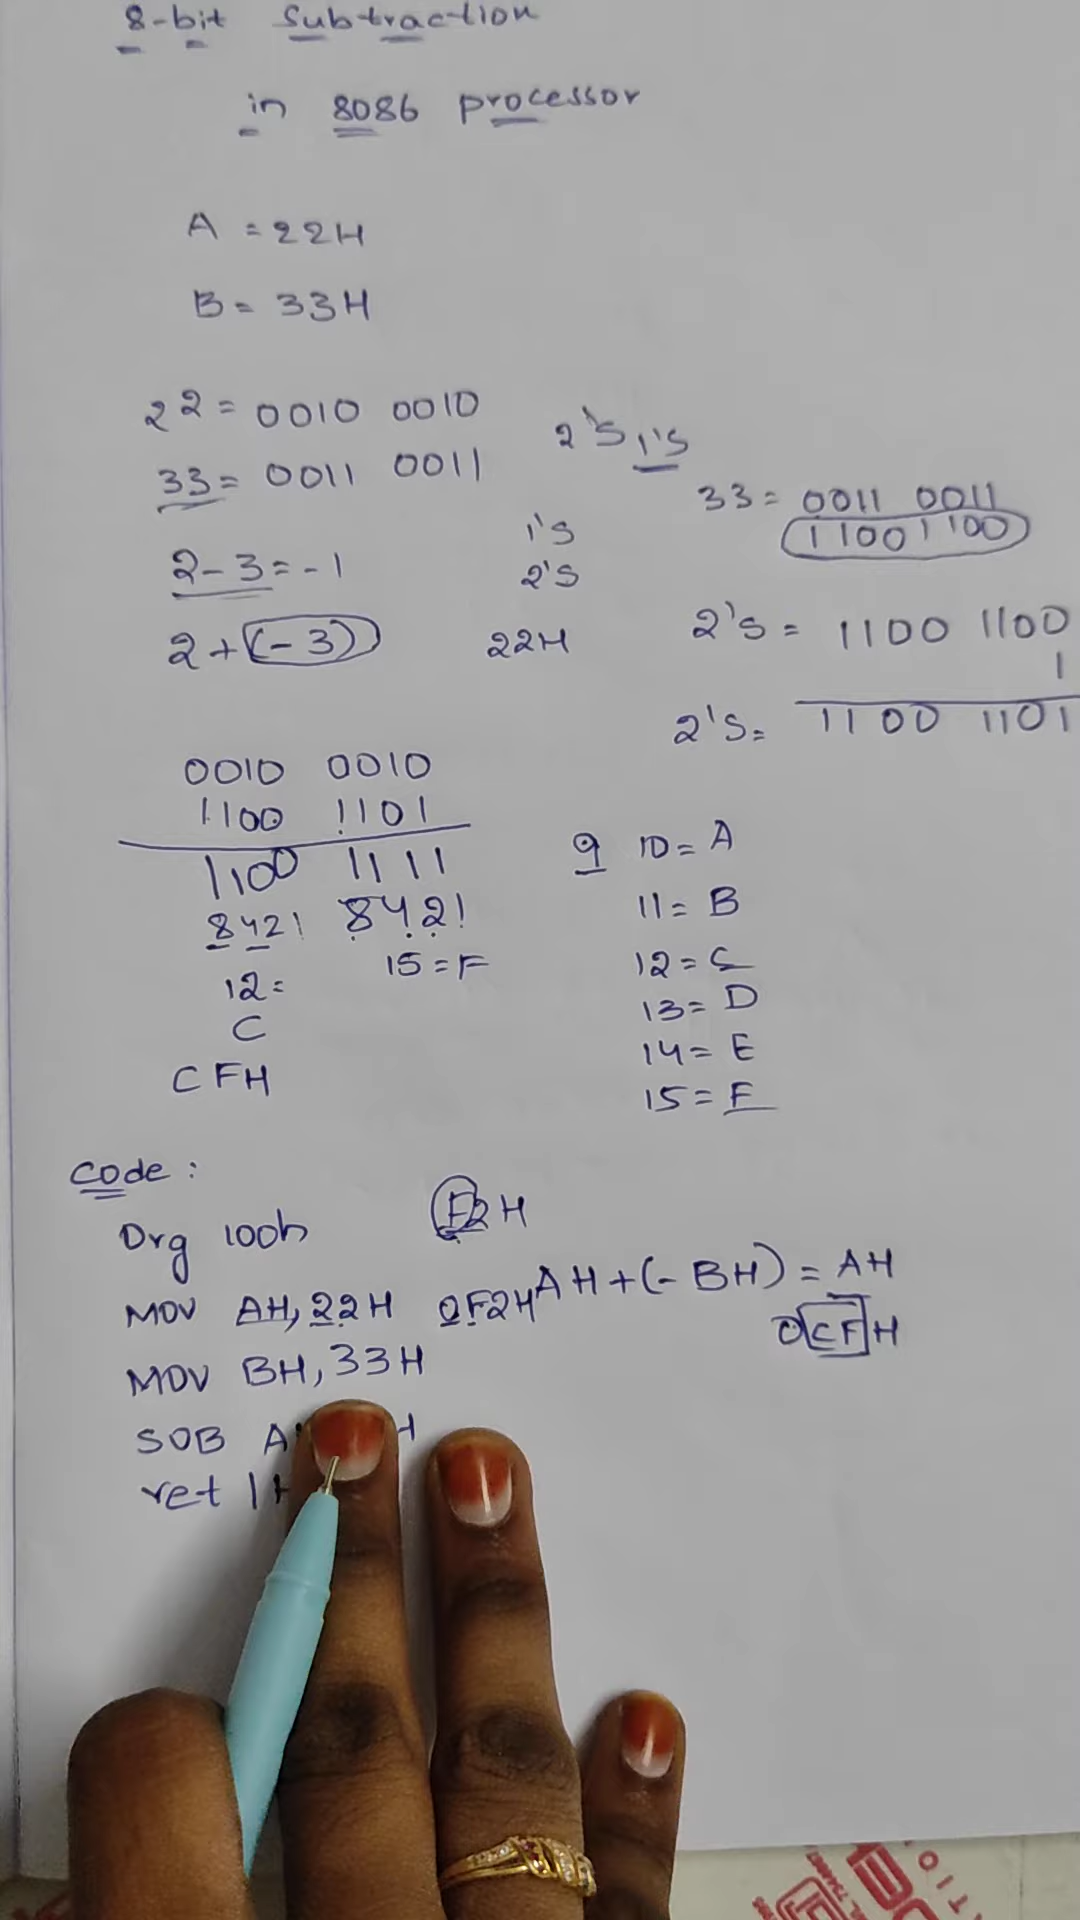 8-bit Subtraction
in 8086 processor
A = 22H
B = 33H
22 = 0010 0010
33 = 0011 0011
2's 1's
33 = 0011 0011
11001100
1's
2's
2-3 = -1
2+(-3)
22H
2's = 1100 1100
1
2's = 1100 1101
0010 0010
1100 1101
1100 1111
8421 8421
12 = 15 = F
C
CFH
9 10 = A
11 = B
12 = C
13 = D
14 = E
15 = F
Code :
Org 100h
F2H
MOV AH, 22H 0F2H
AH + (- BH) = AH
0CFH
MOV BH, 33H
SUB A H
ret